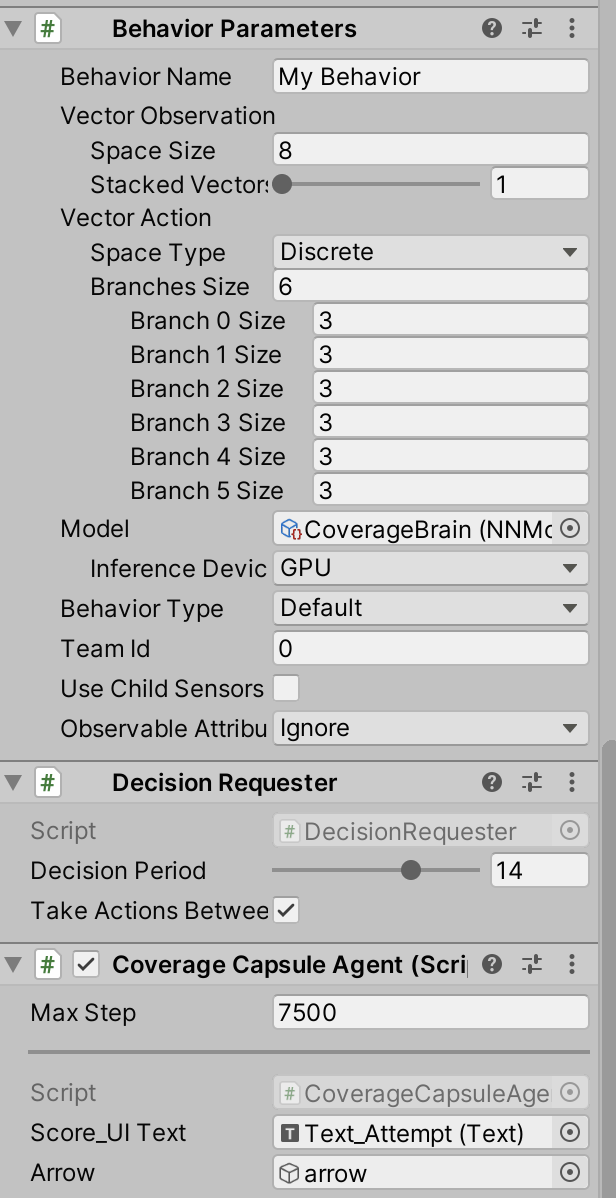 # Behavior Parameters
Behavior Name My Behavior
Vector Observation
Space Size 8
Stacked Vectors 1
Vector Action
Space Type Discrete
Branches Size 6
Branch 0 Size 3
Branch 1 Size 3
Branch 2 Size 3
Branch 3 Size 3
Branch 4 Size 3
Branch 5 Size 3
Model CoverageBrain (NNMo
Inference Devic GPU
Behavior Type Default
Team Id 0
Use Child Sensors
Observable Attribu Ignore
# Decision Requester
Script # DecisionRequester
Decision Period 14
Take Actions Betwee
# Coverage Capsule Agent (Scri
Max Step 7500
Script # CoverageCapsuleAge
Score_UI Text T Text_Attempt (Text)
Arrow arrow